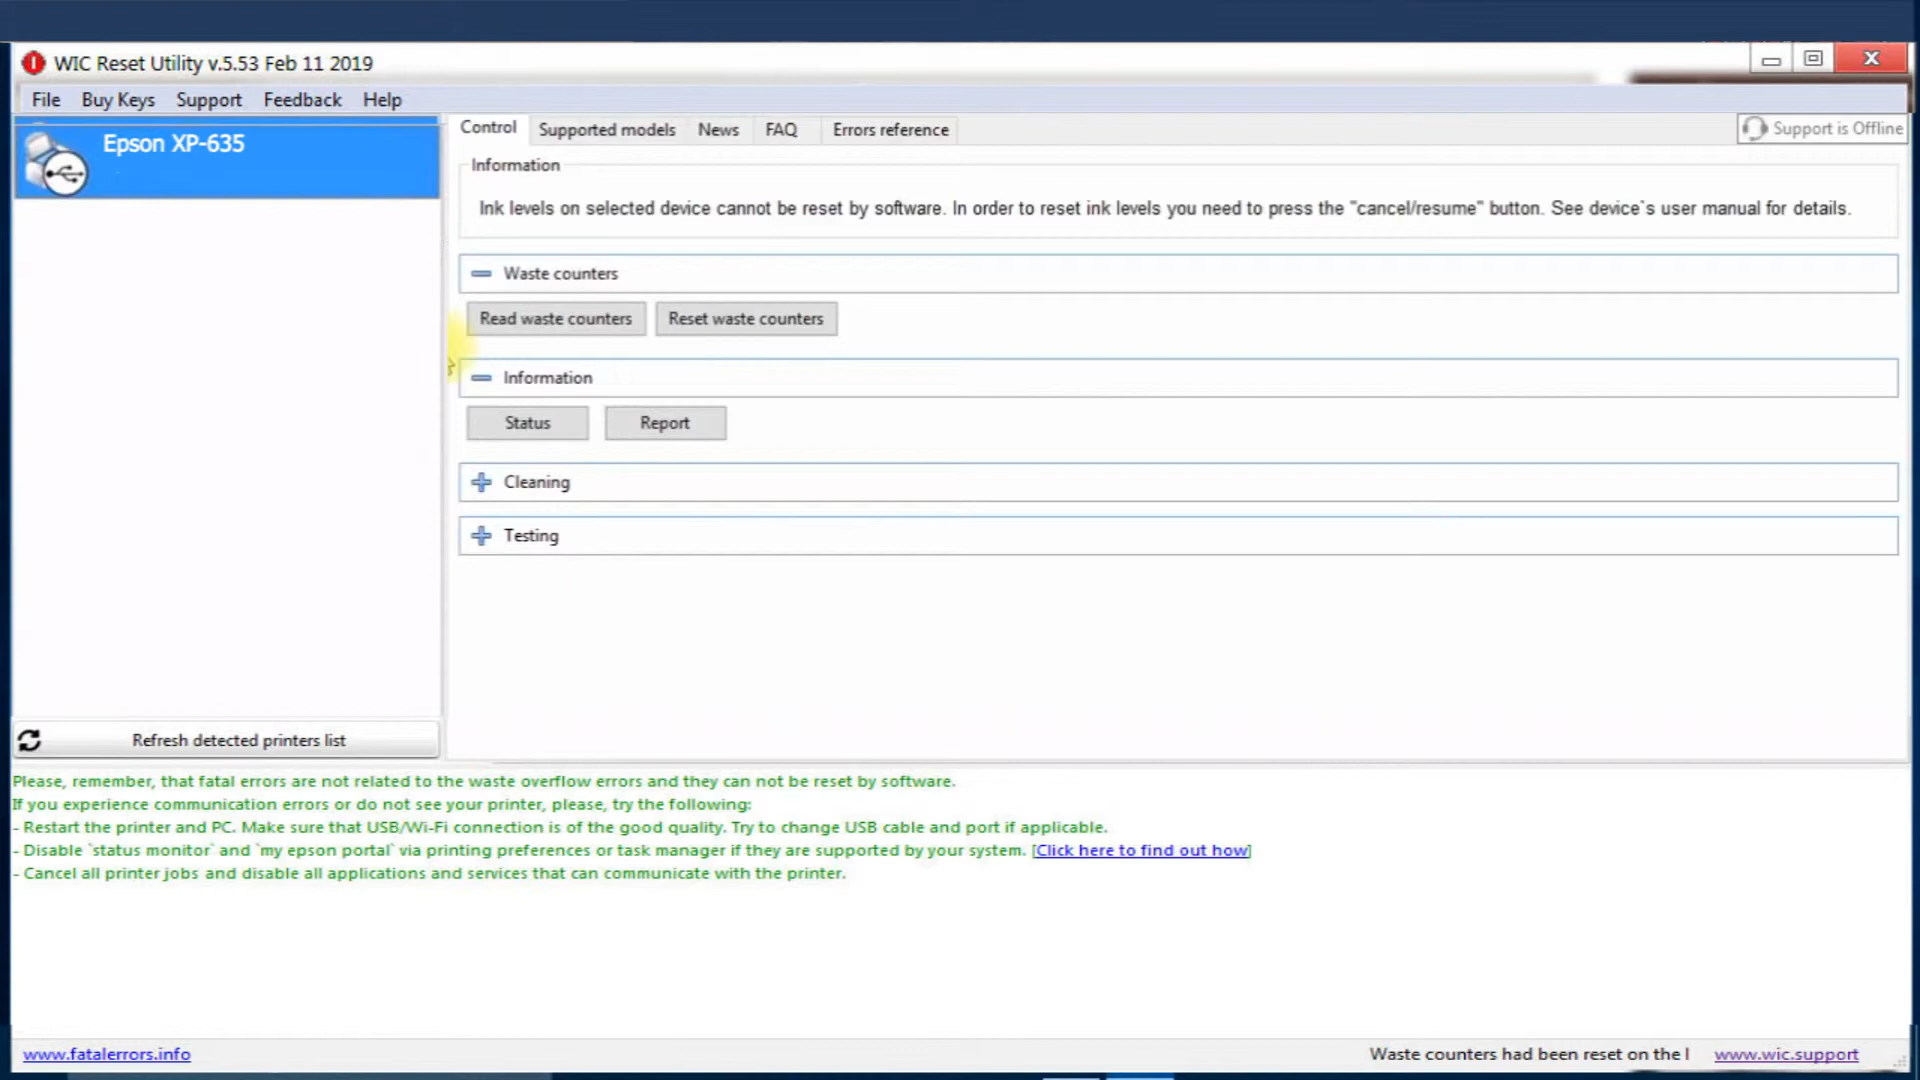 WIC Reset Utility v.5.53 Feb 11 2019
File Buy Keys Support Feedback Help
Epson XP-635
Control Supported models News FAQ Errors reference
Support is Offline
Information
Ink levels on selected device cannot be reset by software. In order to reset ink levels you need to press the "cancel/resume" button. See device`s user manual for details.
Waste counters
Read waste counters Reset waste counters
Information
Status Report
Cleaning
Testing
Refresh detected printers list
Please, remember, that fatal errors are not related to the waste overflow errors and they can not be reset by software.
If you experience communication errors or do not see your printer, please, try the following:
- Restart the printer and PC. Make sure that USB/Wi-Fi connection is of the good quality. Try to change USB cable and port if applicable.
- Disable `status monitor` and `my epson portal` via printing preferences or task manager if they are supported by your system. [Click here to find out how]
- Cancel all printer jobs and disable all applications and services that can communicate with the printer.
www.fatalerrors.info Waste counters had been reset on the l www.wic.support